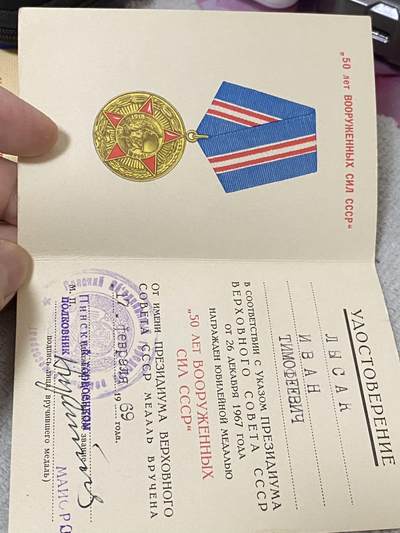 „50 лет ВООРУЖЕННЫХ СИЛ СССР“
УДОСТОВЕРЕНИЕ
ЛЫСАК
ИВАН
ТИМОФЕЕВИЧ
В СООТВЕТСТВИИ С УКАЗОМ ПРЕЗИДИУМА
ВЕРХОВНОГО СОВЕТА СССР
ОТ 26 ДЕКАБРЯ 1967 ГОДА
НАГРАЖДЕН ЮБИЛЕЙНОЙ МЕДАЛЬЮ
„50 ЛЕТ ВООРУЖЕННЫХ
СИЛ СССР“
ОТ ИМЕНИ ПРЕЗИДИУМА ВЕРХОВНОГО
СОВЕТА СССР МЕДАЛЬ ВРУЧЕНА
17. февраля 1969 года.
М. П. Пинский горвоенком
ПОЛКОВНИК
подпись, лица, вручившего медаль)